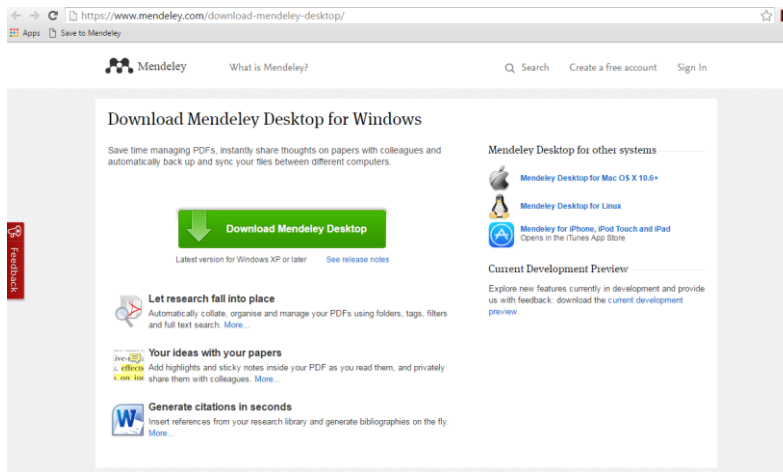 https://www.mendeley.com/download-mendeley-desktop/
Apps Save to Mendeley
Mendeley What is Mendeley? Search Create a free account Sign In
Download Mendeley Desktop for Windows
Save time managing PDFs, instantly share thoughts on papers with colleagues and
automatically back up and sync your files between different computers.
Download Mendeley Desktop
Latest version for Windows XP or later See release notes
Feedback
Let research fall into place
Automatically collate, organise and manage your PDFs using folders, tags, filters
and full text search. More...
Your ideas with your papers
Add highlights and sticky notes inside your PDF as you read them, and privately
share them with colleagues. More...
ive-
effects
s on iur
Generate citations in seconds
Insert references from your research library and generate bibliographies on the fly.
More...
W
Mendeley Desktop for other systems
Mendeley Desktop for Mac OS X 10.6+
Mendeley Desktop for Linux
Mendeley for iPhone, iPod Touch and iPad
Opens in the iTunes App Store
Current Development Preview
Explore new features currently in development and provide
us with feedback: download the current development
preview.